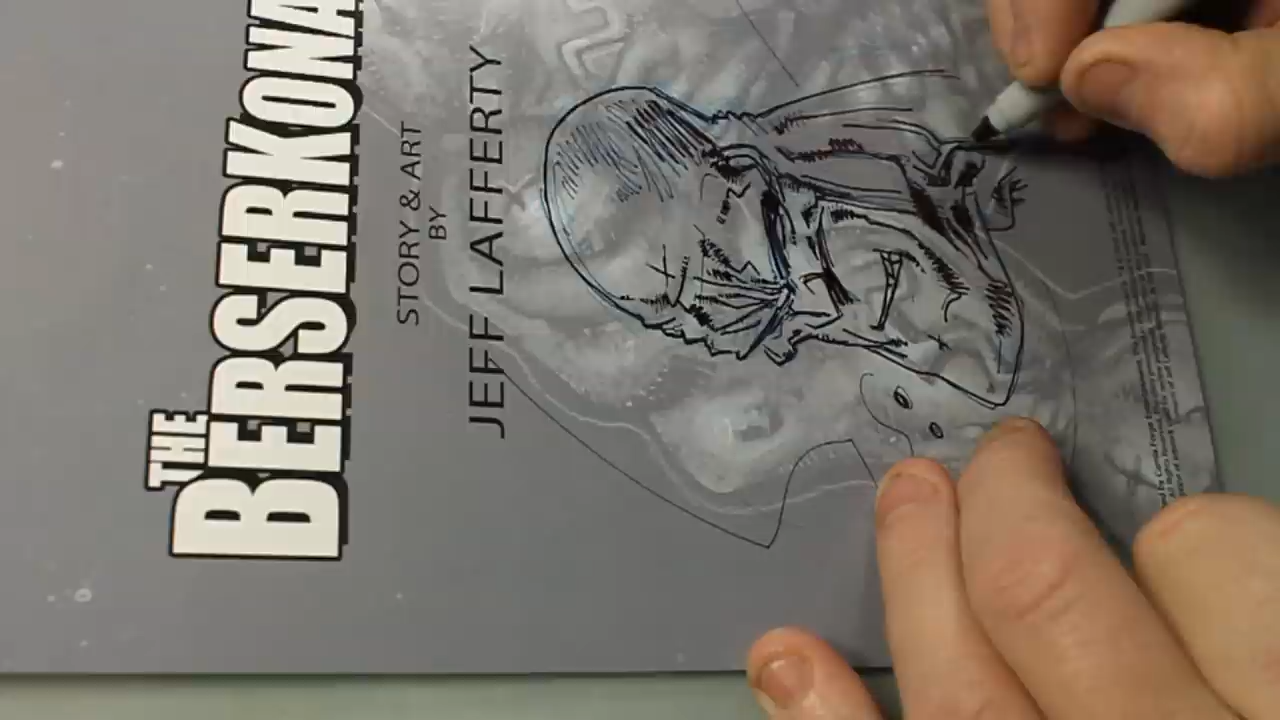 THE
BERSERKONA
STORY & ART
BY
JEFF LAFFERTY